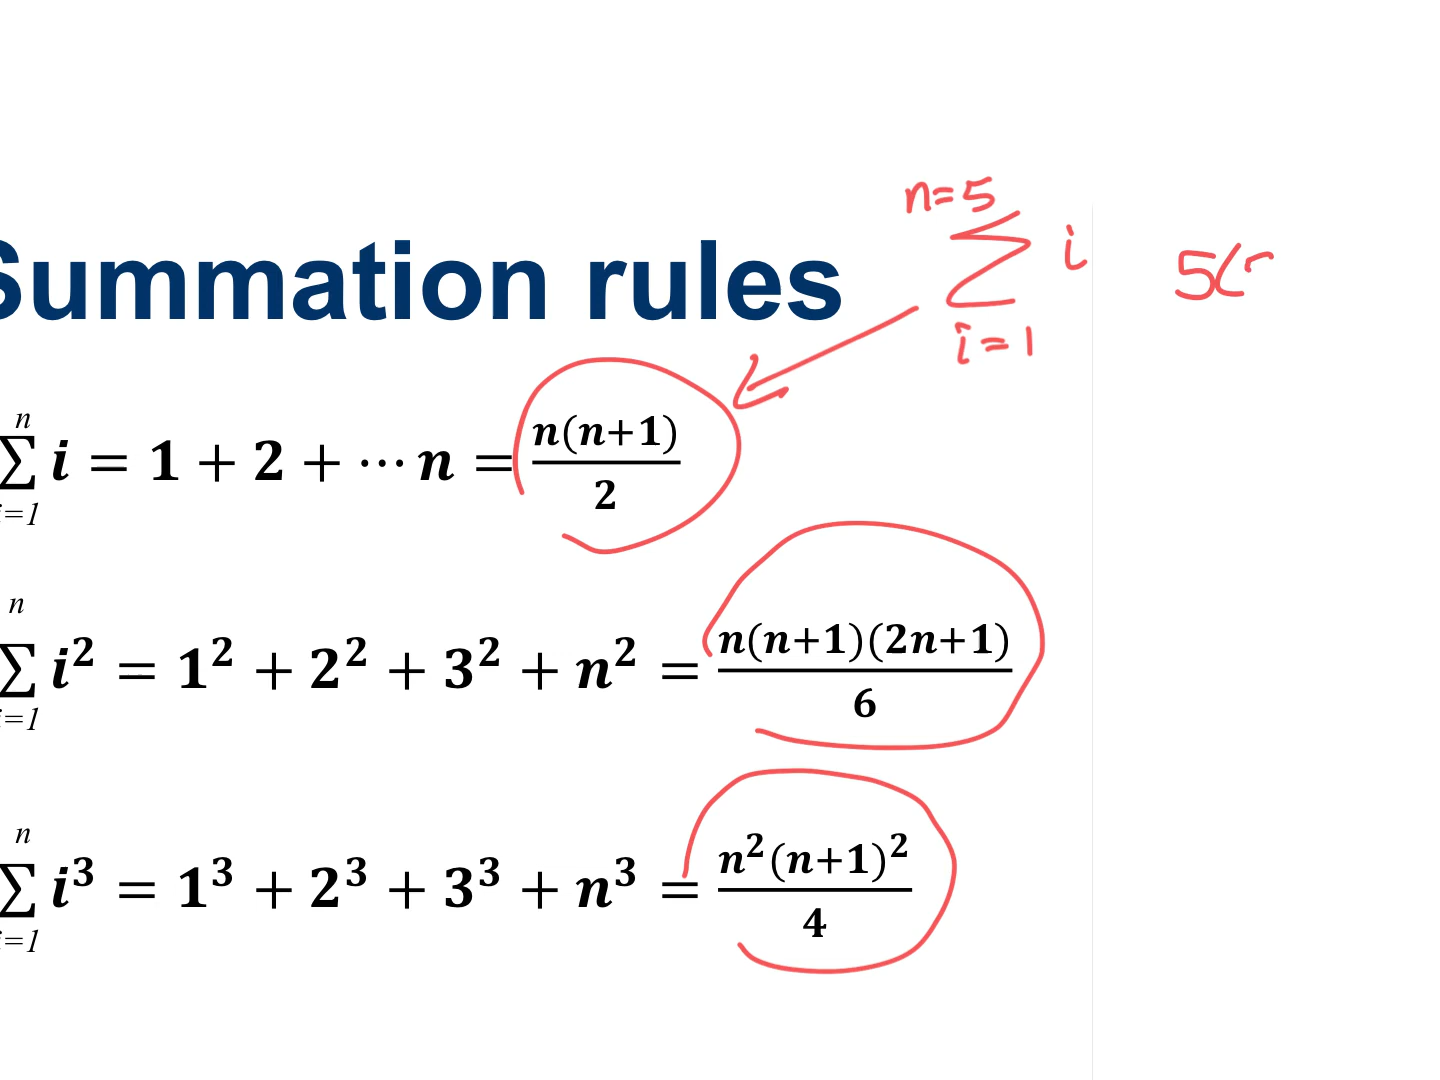 n=5
∑ i
i=1
5(
Summation rules
n
∑ i = 1 + 2 + ⋯ n = n(n+1)/2
i=1
n
∑ i² = 1² + 2² + 3² + n² = n(n+1)(2n+1)/6
i=1
n
∑ i³ = 1³ + 2³ + 3³ + n³ = n²(n+1)²/4
i=1